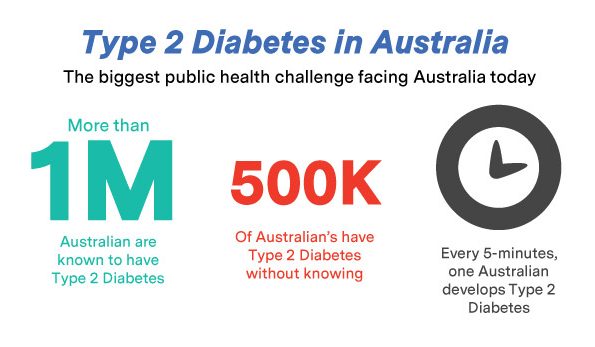 Type 2 Diabetes in Australia
The biggest public health challenge facing Australia today
More than
1M
Australian are
known to have
Type 2 Diabetes
500K
Of Australian's have
Type 2 Diabetes
without knowing
Every 5-minutes,
one Australian
develops Type 2
Diabetes